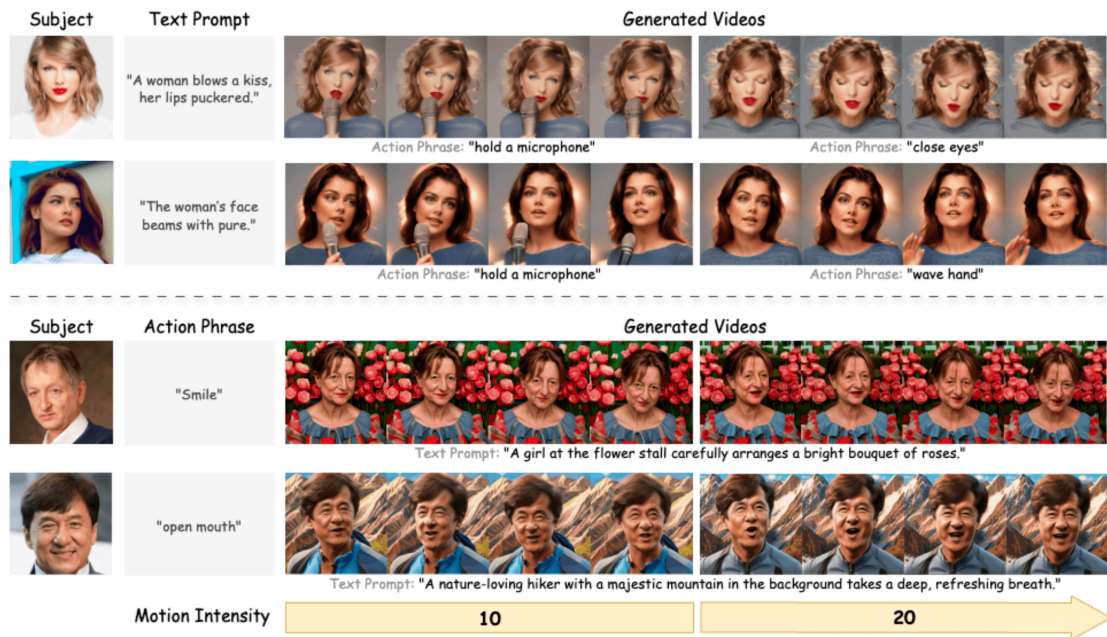 Subject Text Prompt Generated Videos
"A woman blows a kiss,
her lips puckered."
Action Phrase: "hold a microphone" Action Phrase: "close eyes"
"The woman's face
beams with pure."
Action Phrase: "hold a microphone" Action Phrase: "wave hand"
Subject Action Phrase Generated Videos
"Smile"
Text Prompt: "A girl at the flower stall carefully arranges a bright bouquet of roses."
"open mouth"
Text Prompt: "A nature-loving hiker with a majestic mountain in the background takes a deep, refreshing breath."
Motion Intensity 10 20